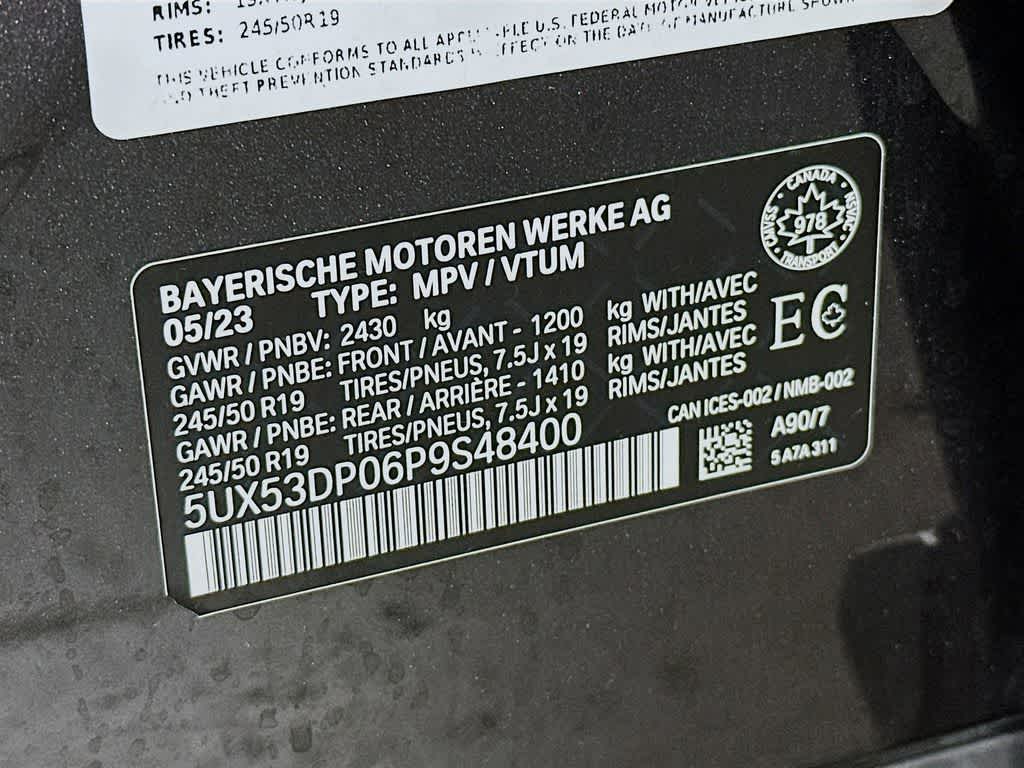 RIMS:
TIRES: 245/50R19
THIS VEHICLE CONFORMS TO ALL U.S. FEDERAL MOTOR
AND THEFT PREVENTION STANDARDS IN EFFECT ON THE DATE OF MANUFACTURE SHOWN
BAYERISCHE MOTOREN WERKE AG
05/23 TYPE: MPV / VTUM
GVWR / PNBV: 2430 kg
GAWR / PNBE: FRONT / AVANT - 1200 kg WITH/AVEC
245/50 R19 TIRES/PNEUS, 7.5J x 19 RIMS/JANTES
GAWR / PNBE: REAR / ARRIÈRE - 1410 kg WITH/AVEC
245/50 R19 TIRES/PNEUS, 7.5J x 19 RIMS/JANTES
5UX53DP06P9S48400
CANADA
978
TRANSPORT
EC
CAN ICES-002 / NMB-002
A90/7
5 A7A 311